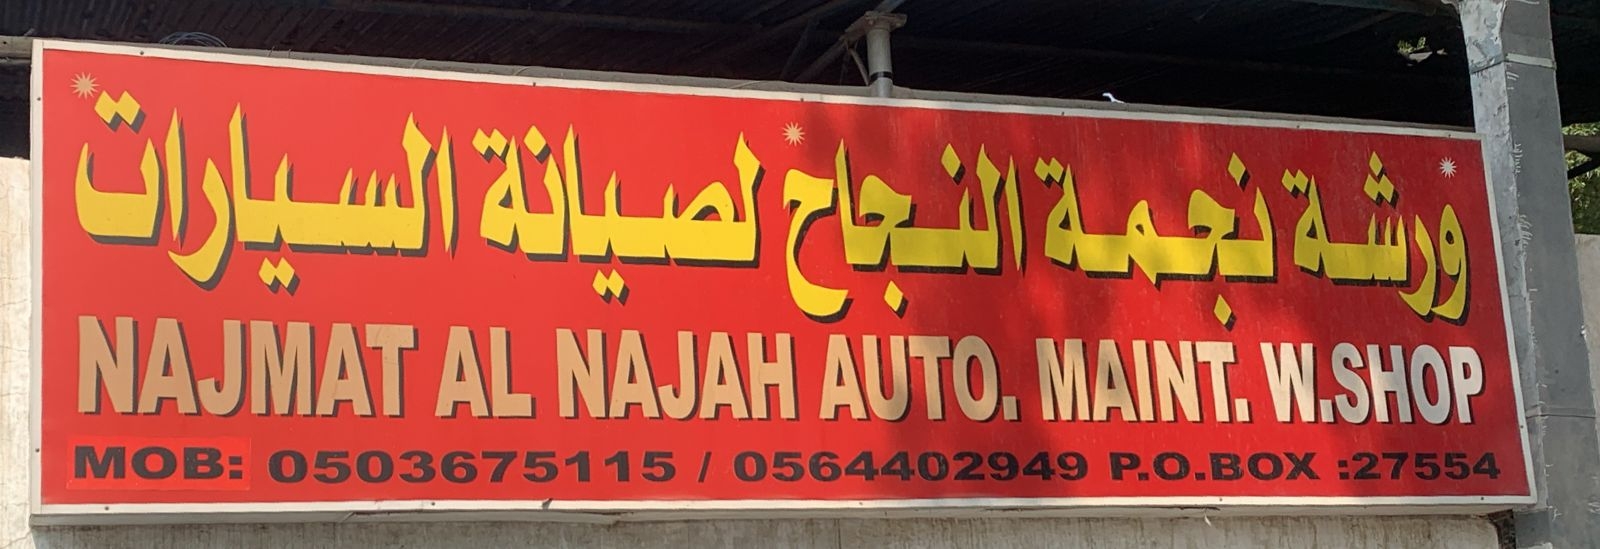 ورشة نجمة النجاح لصيانة السيارات
NAJMAT AL NAJAH AUTO. MAINT. W.SHOP
MOB: 0503675115 / 0564402949 P.O.BOX :27554